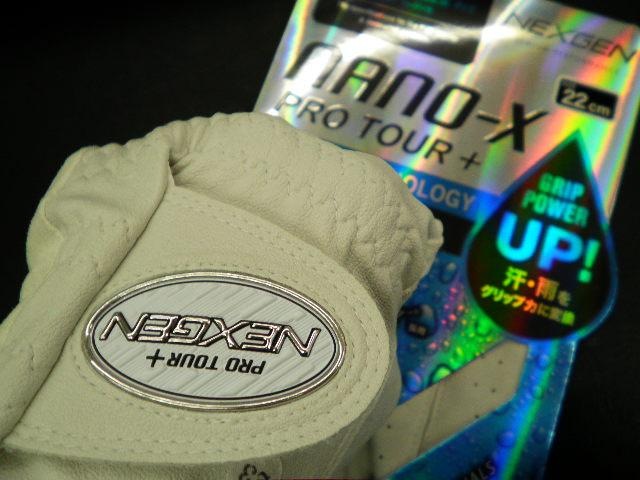 NEXGEN
NANO-X
PRO TOUR +
22cm
GRIP
POWER
UP!
汗・雨を
グリップ力に変換
NEXGEN
PRO TOUR +